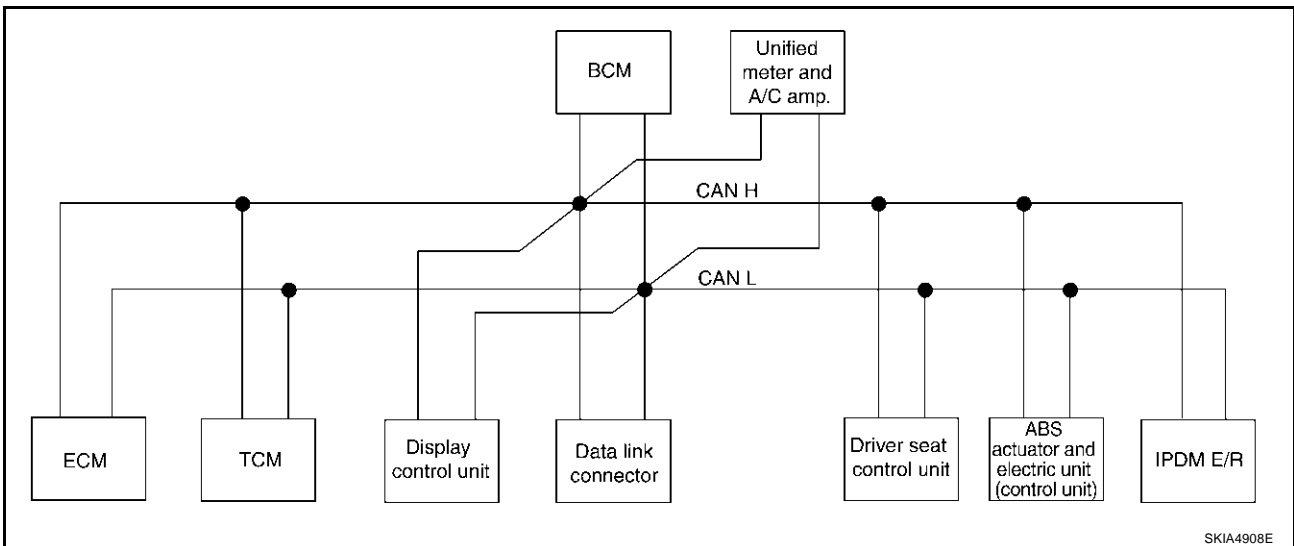 BCM
Unified
meter and
A/C amp.
CAN H
CAN L
ECM
TCM
Display
control unit
Data link
connector
Driver seat
control unit
ABS
actuator and
electric unit
(control unit)
IPDM E/R
SKIA4908E